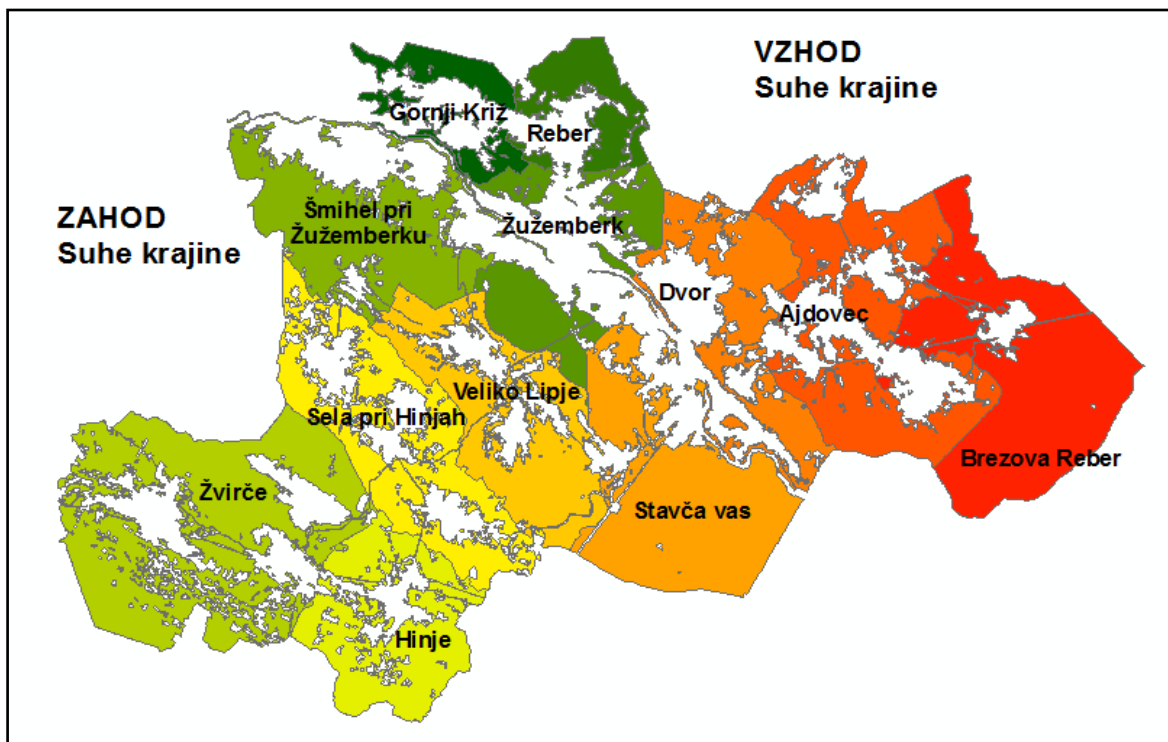 VZHOD
Suhe krajine
Gornji Križ
Reber
ZAHOD
Suhe krajine
Šmihel pri
Žužemberku
Žužemberk
Dvor
Ajdovec
Veliko Lipje
Sela pri Hinjah
Brezova Reber
Žvirče
Stavča vas
Hinje